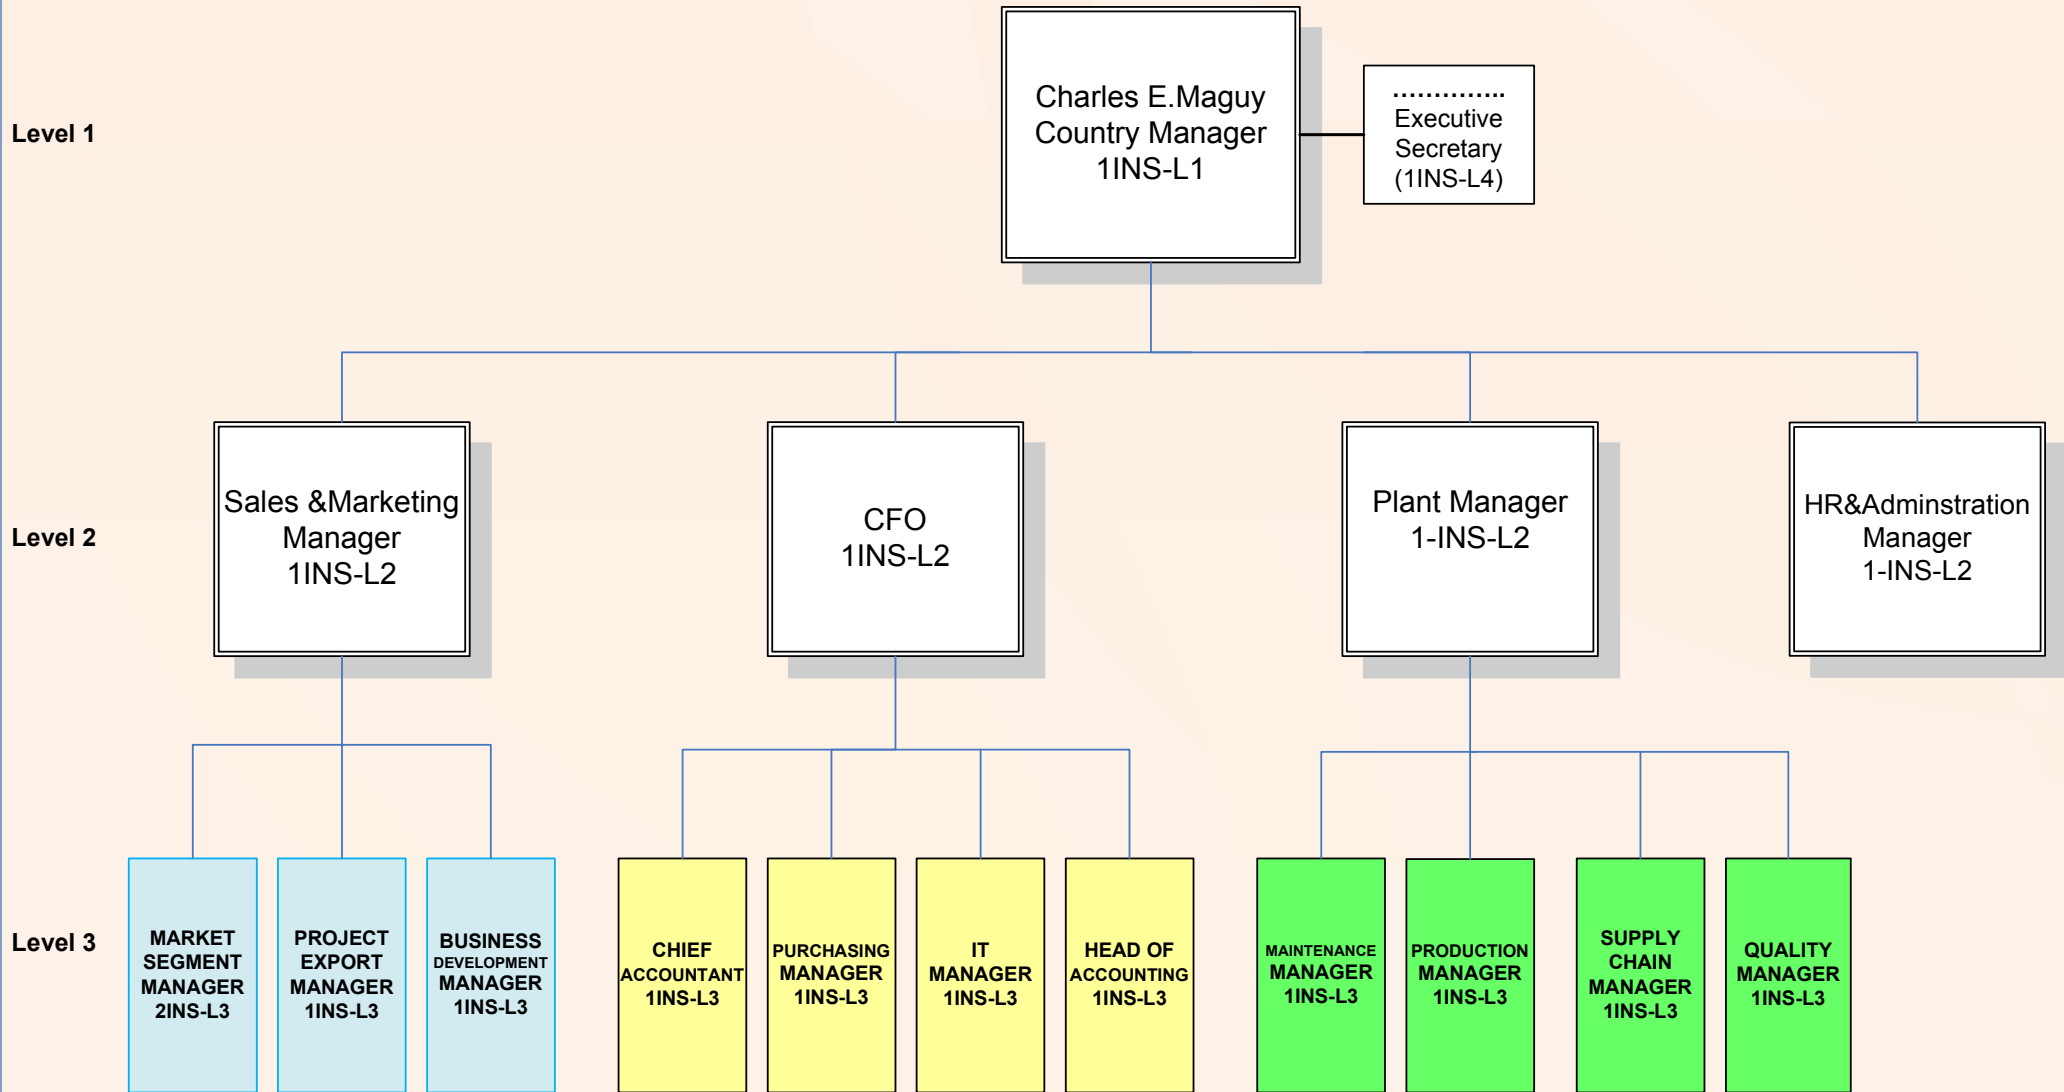 Level 1
Charles E.Maguy
Country Manager
1INS-L1
…………..
Executive
Secretary
(1INS-L4)
Level 2
Sales &Marketing
Manager
1INS-L2
CFO
1INS-L2
Plant Manager
1-INS-L2
HR&Adminstration
Manager
1-INS-L2
Level 3
MARKET
SEGMENT
MANAGER
2INS-L3
PROJECT
EXPORT
MANAGER
1INS-L3
BUSINESS
DEVELOPMENT
MANAGER
1INS-L3
CHIEF
ACCOUNTANT
1INS-L3
PURCHASING
MANAGER
1INS-L3
IT
MANAGER
1INS-L3
HEAD OF
ACCOUNTING
1INS-L3
MAINTENANCE
MANAGER
1INS-L3
PRODUCTION
MANAGER
1INS-L3
SUPPLY
CHAIN
MANAGER
1INS-L3
QUALITY
MANAGER
1INS-L3